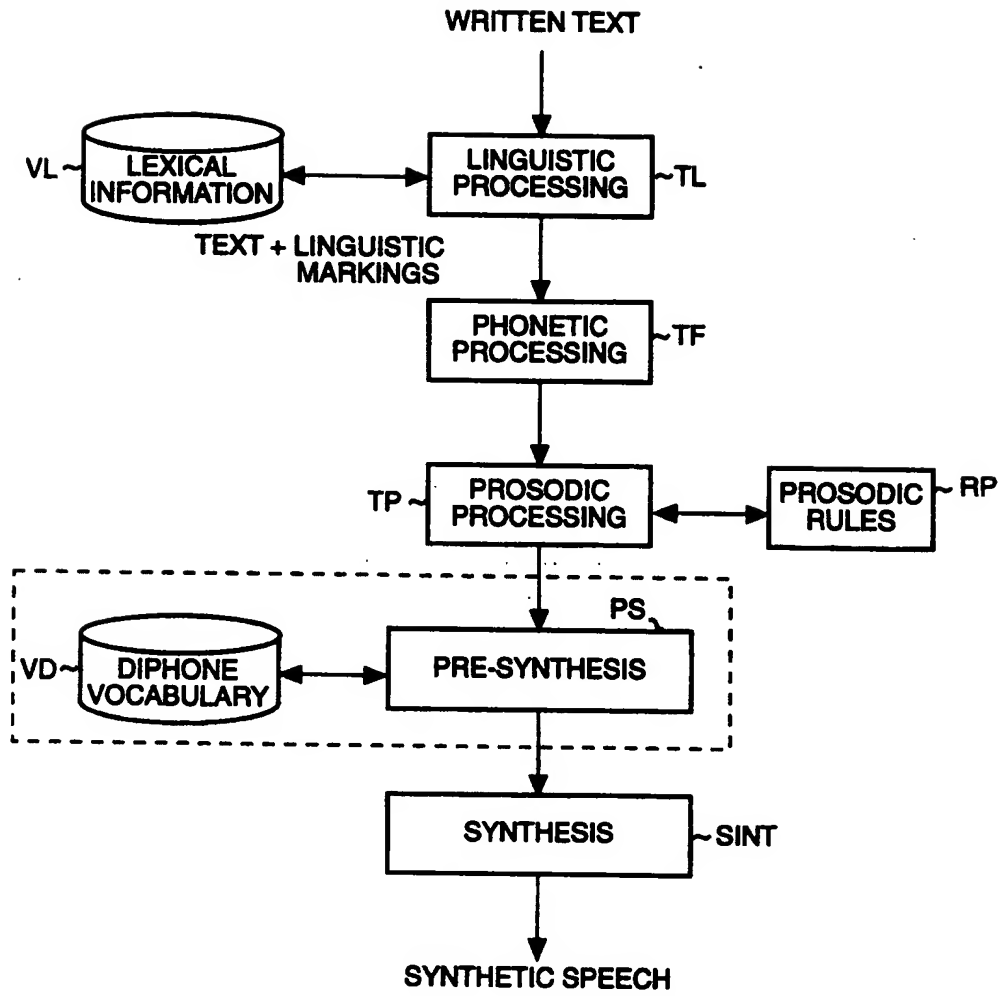 WRITTEN TEXT
VL
LEXICAL
INFORMATION
LINGUISTIC
PROCESSING
TL
TEXT + LINGUISTIC
MARKINGS
PHONETIC
PROCESSING
TF
TP
PROSODIC
PROCESSING
PROSODIC
RULES
RP
PS
VD
DIPHONE
VOCABULARY
PRE-SYNTHESIS
SYNTHESIS
SINT
SYNTHETIC SPEECH